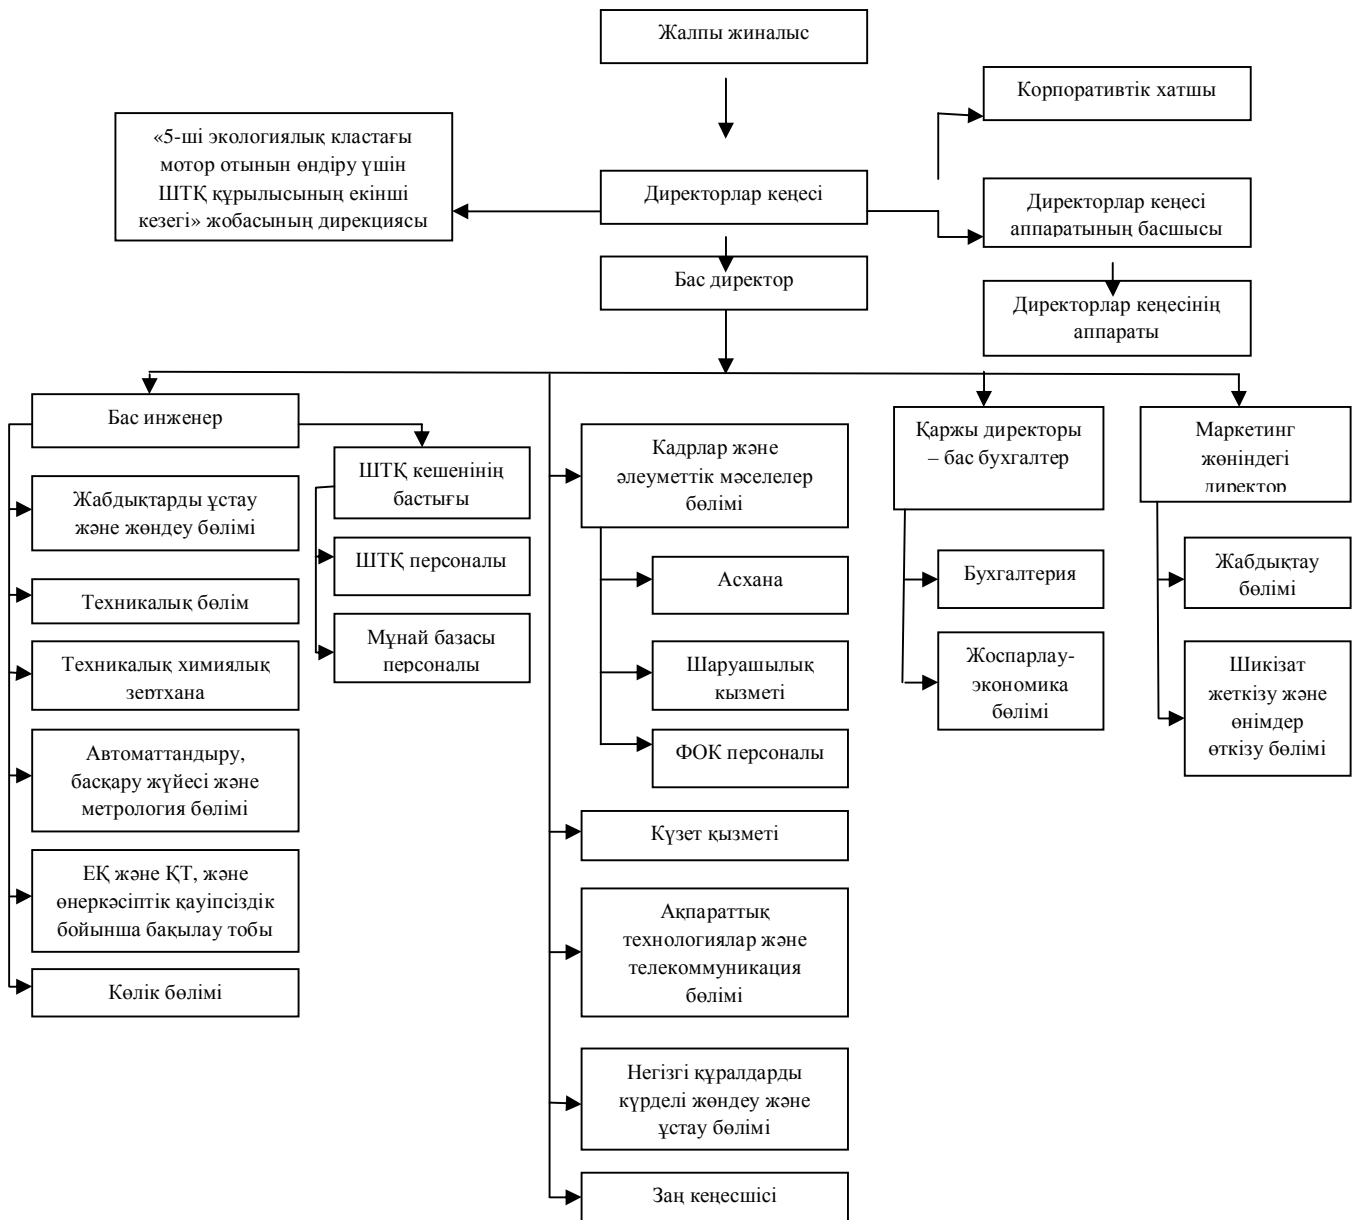 Жалпы жиналыс
Корпоративтік хатшы
«5-ші экологиялық кластағы
мотор отынын өндіру үшін
ШТҚ құрылысының екінші
кезегі» жобасының дирекциясы
Директорлар кеңесі
Директорлар кеңесі
аппаратының басшысы
Бас директор
Директорлар кеңесінің
аппараты
Бас инженер
ШТҚ кешенінің
бастығы
Жабдықтарды ұстау
және жөндеу бөлімі
ШТҚ персоналы
Техникалық бөлім
Мұнай базасы
персоналы
Техникалық химиялық
зертхана
Автоматтандыру,
басқару жүйесі және
метрология бөлімі
ЕҚ және ҚТ, және
өнеркәсіптік қауіпсіздік
бойынша бақылау тобы
Көлік бөлімі
Кадрлар және
әлеуметтік мәселелер
бөлімі
Асхана
Шаруашылық
кызметі
ФОК персоналы
Күзет қызметі
Ақпараттық
технологиялар және
телекоммуникация
бөлімі
Негізгі құралдарды
күрделі жөндеу және
ұстау бөлімі
Заң кеңесшісі
Қаржы директоры
– бас бухгалтер
Бухгалтерия
Жоспарлау-
экономика
бөлімі
Маркетинг
жөніндегі
директор
Жабдықтау
бөлімі
Шикізат
жеткізу және
өнімдер
өткізу бөлімі